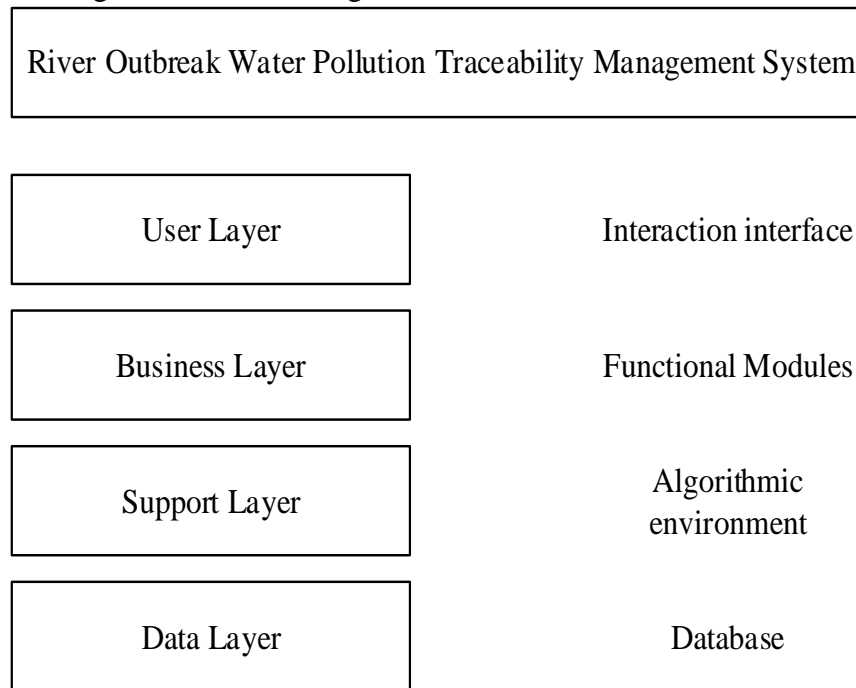 River Outbreak Water Pollution Traceability Management System
User Layer
Interaction interface
Business Layer
Functional Modules
Support Layer
Algorithmic
environment
Data Layer
Database